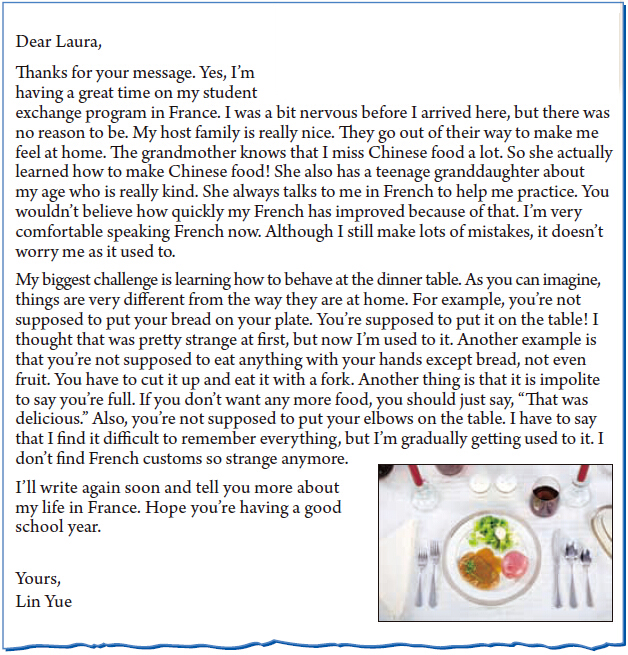 Dear Laura,
Thanks for your message. Yes, I’m
having a great time on my student
exchange program in France. I was a bit nervous before I arrived here, but there was
no reason to be. My host family is really nice. They go out of their way to make me
feel at home. The grandmother knows that I miss Chinese food a lot. So she actually
learned how to make Chinese food! She also has a teenage granddaughter about
my age who is really kind. She always talks to me in French to help me practice. You
wouldn’t believe how quickly my French has improved because of that. I’m very
comfortable speaking French now. Although I still make lots of mistakes, it doesn’t
worry me as it used to.
My biggest challenge is learning how to behave at the dinner table. As you can imagine,
things are very different from the way they are at home. For example, you’re not
supposed to put your bread on your plate. You’re supposed to put it on the table! I
thought that was pretty strange at first, but now I’m used to it. Another example is
that you’re not supposed to eat anything with your hands except bread, not even
fruit. You have to cut it up and eat it with a fork. Another thing is that it is impolite
to say you’re full. If you don’t want any more food, you should just say, “That was
delicious.” Also, you’re not supposed to put your elbows on the table. I have to say
that I find it difficult to remember everything, but I’m gradually getting used to it. I
don’t find French customs so strange anymore.
I’ll write again soon and tell you more about
my life in France. Hope you’re having a good
school year.
Yours,
Lin Yue